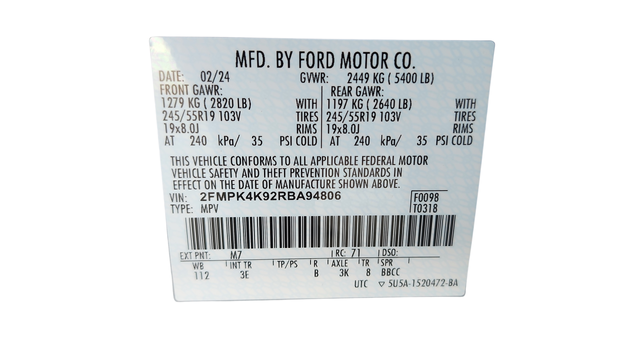 MFD. BY FORD MOTOR CO.
DATE: 02/24 GVWR: 2449 KG ( 5400 LB)
FRONT GAWR: REAR GAWR:
1279 KG ( 2820 LB) WITH 1197 KG ( 2640 LB) WITH
245/55R19 103V TIRES 245/55R19 103V TIRES
19x8.0J RIMS 19x8.0J RIMS
AT 240 kPa/ 35 PSI COLD AT 240 kPa/ 35 PSI COLD
THIS VEHICLE CONFORMS TO ALL APPLICABLE FEDERAL MOTOR
VEHICLE SAFETY AND THEFT PREVENTION STANDARDS IN
EFFECT ON THE DATE OF MANUFACTURE SHOWN ABOVE.
VIN: 2FMPK4K92RBA94806 F0098
TYPE: MPV T0318
EXT PNT: M7 RC: 71 DSO:
WB INT TR TP/PS R AXLE TR SPR
112 3E B 3K 8 BBCC
UTC ▽ 5U5A-1520472-BA